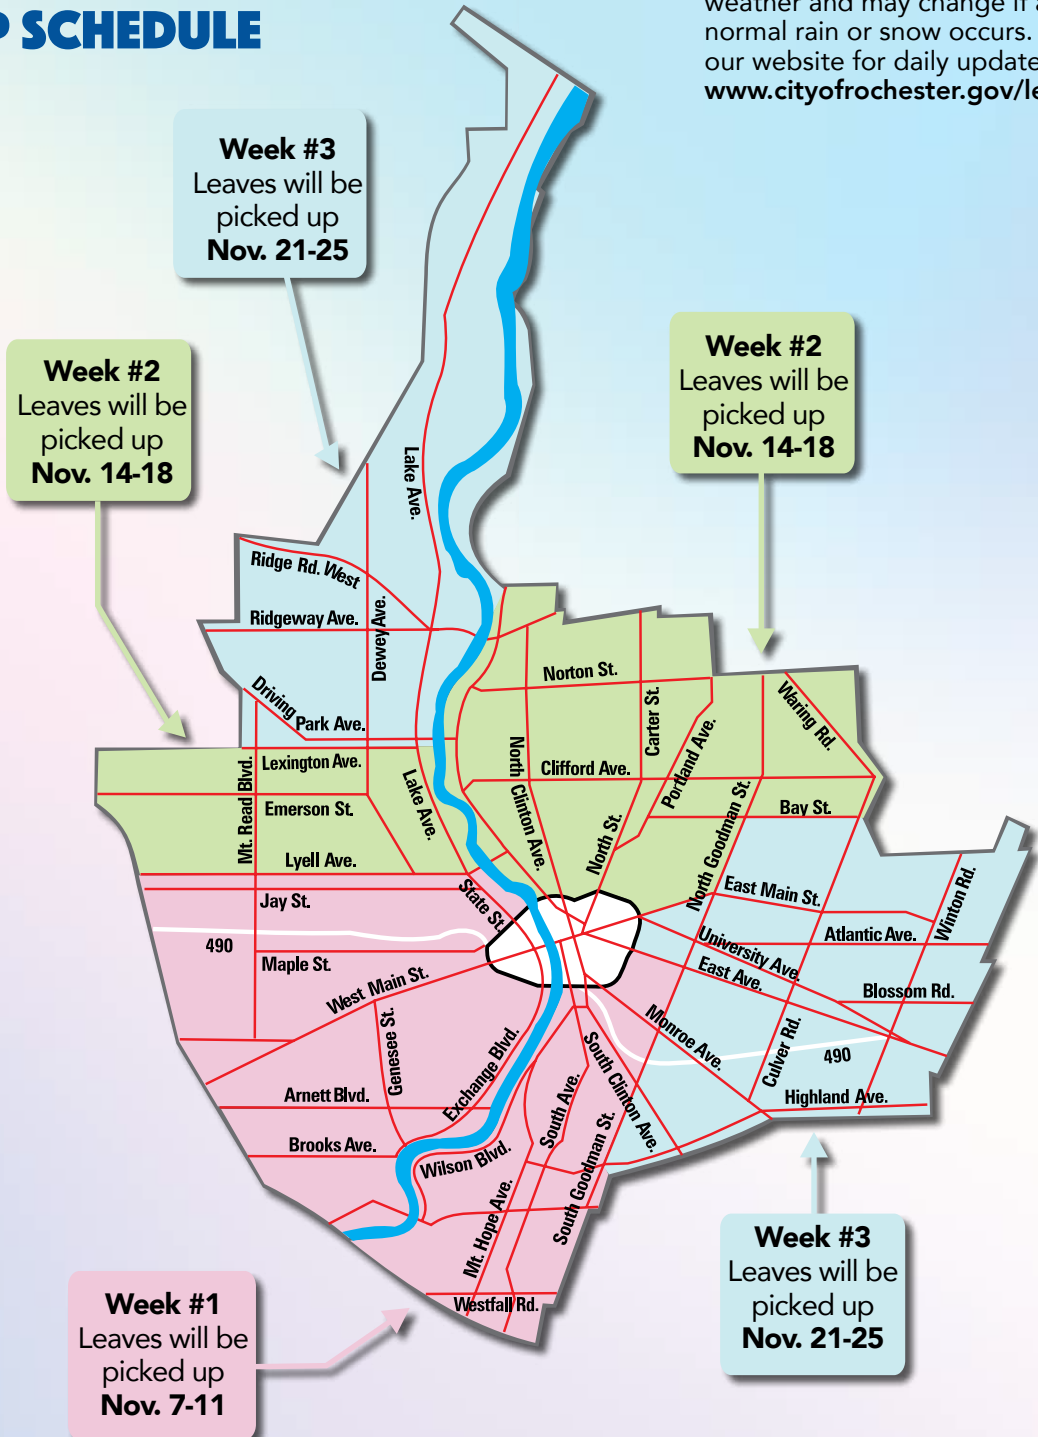 P SCHEDULE
weather and may change if a
normal rain or snow occurs.
our website for daily update
www.cityofrochester.gov/le
Week #3
Leaves will be
picked up
Nov. 21-25
Week #2
Leaves will be
picked up
Nov. 14-18
Week #2
Leaves will be
picked up
Nov. 14-18
Lake Ave.
Ridge Rd. West
Ridgeway Ave.
Dewey Ave.
Driving
Park Ave.
Norton St.
Carter St.
Waring Rd.
Portland Ave.
North
Clinton Ave.
Clifford Ave.
Lexington Ave.
Mt. Read Blvd.
Emerson St.
Lake Ave.
Bay St.
North St.
North Goodman St.
Lyell Ave.
Jay St.
State St.
East Main St.
Winton Rd.
490
Maple St.
University Ave.
Atlantic Ave.
East Ave.
West Main St.
Blossom Rd.
Genesee St.
Exchange Blvd.
Monroe Ave.
Culver Rd.
490
South Clinton Ave.
Arnett Blvd.
South Ave.
Highland Ave.
Brooks Ave.
Wilson Blvd.
South Goodman St.
Mt. Hope Ave.
Westfall Rd.
Week #3
Leaves will be
picked up
Nov. 21-25
Week #1
Leaves will be
picked up
Nov. 7-11